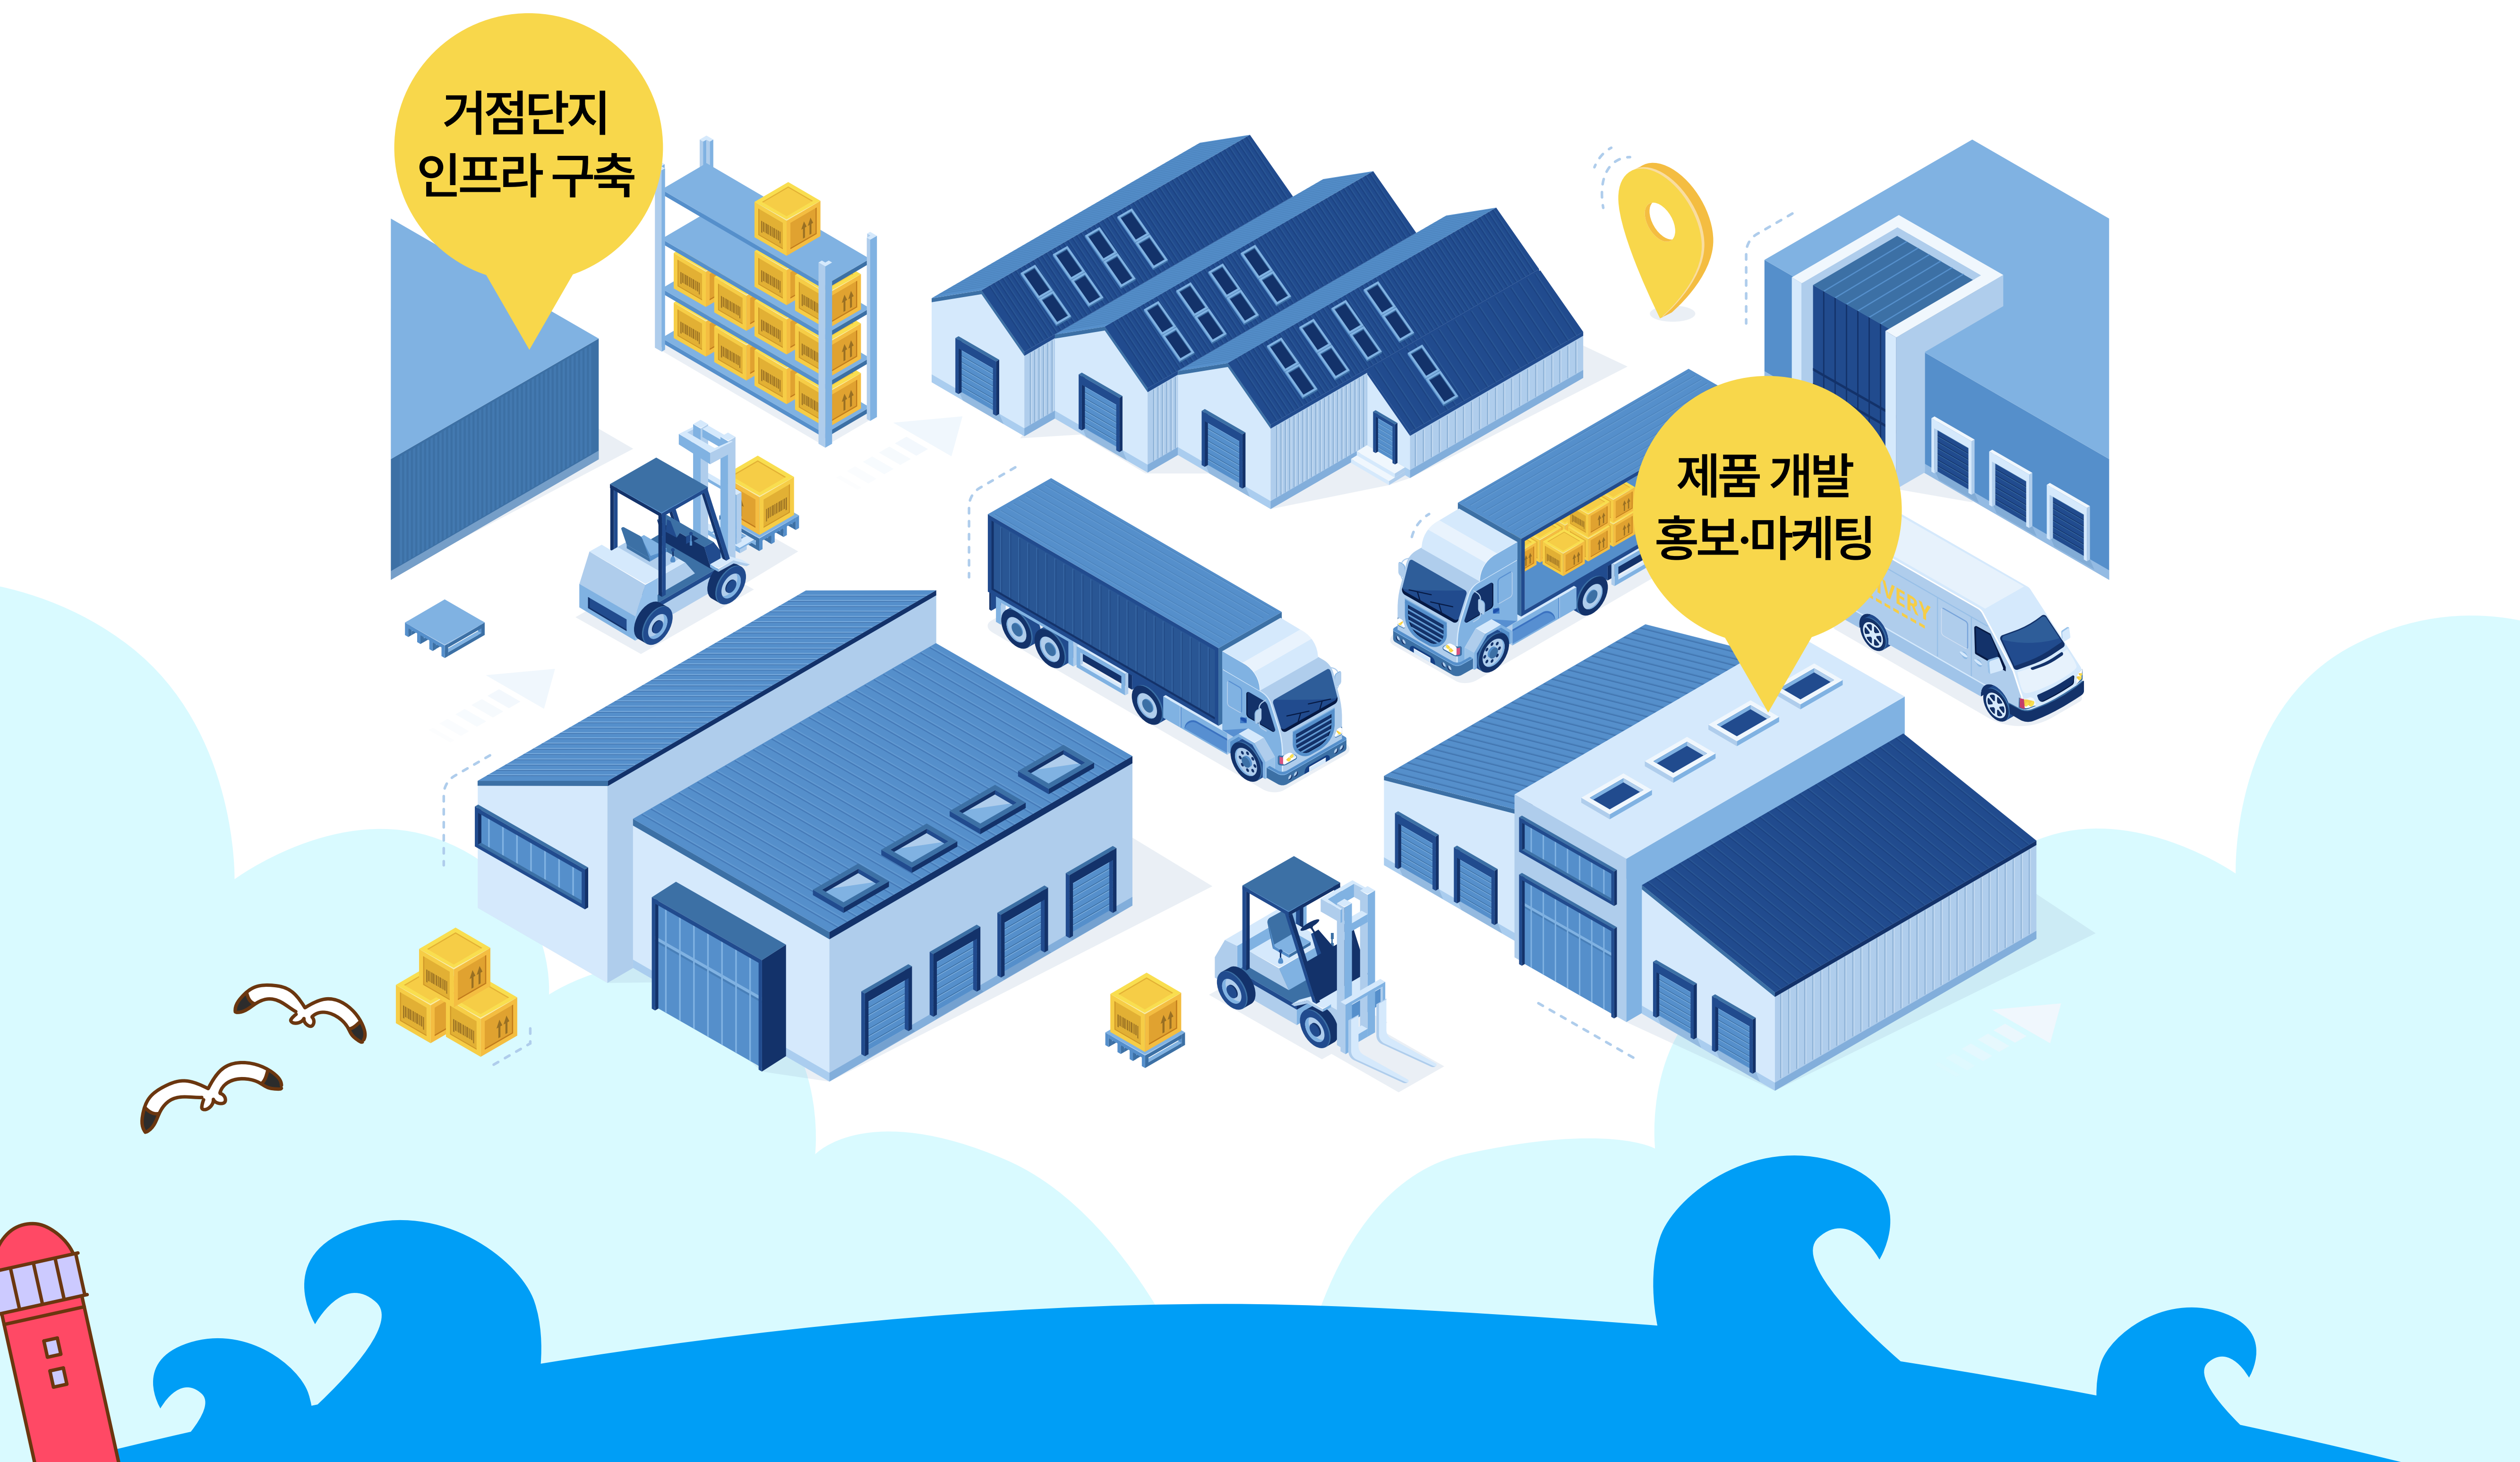 거점단지
인프라 구축
제품 개발
홍보·마케팅